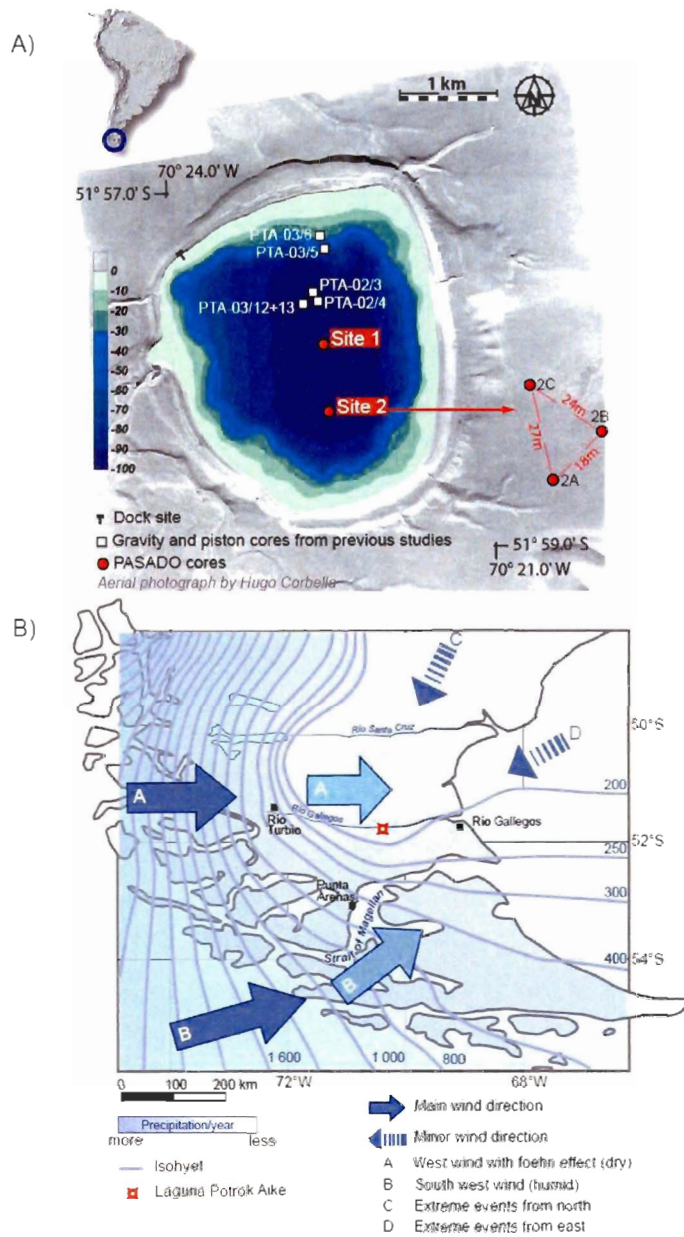 A)
1 km
N
70° 24.0' W
51° 57.0' S
0
-10
-20
-30
-40
-50
-60
-70
-80
-90
-100
PTA-03/6
PTA-03/5
PTA-02/3
PTA-03/12+13
PTA-02/4
Site 1
Site 2
2C
24m
2B
27m
18m
2A
Dock site
Gravity and piston cores from previous studies
PASADO cores
Aerial photograph by Hugo Corbella
51° 59.0' S
70° 21.0' W
B)
C
Río Santa Cruz
50°S
D
A
A
200
Río Gallegos
Río
Turbio
Río Gallegos
52°S
250
Punta
Arenas
300
Strait of Magellan
400
54°S
B
B
1 600
1 000
800
72°W
68°W
0 100 200 km
Precipitation/year
more
less
Isohyet
Laguna Potrok Aike
Main wind direction
Minor wind direction
A West wind with foehn effect (dry)
B South west wind (humid)
C Extreme events from north
D Extreme events from east